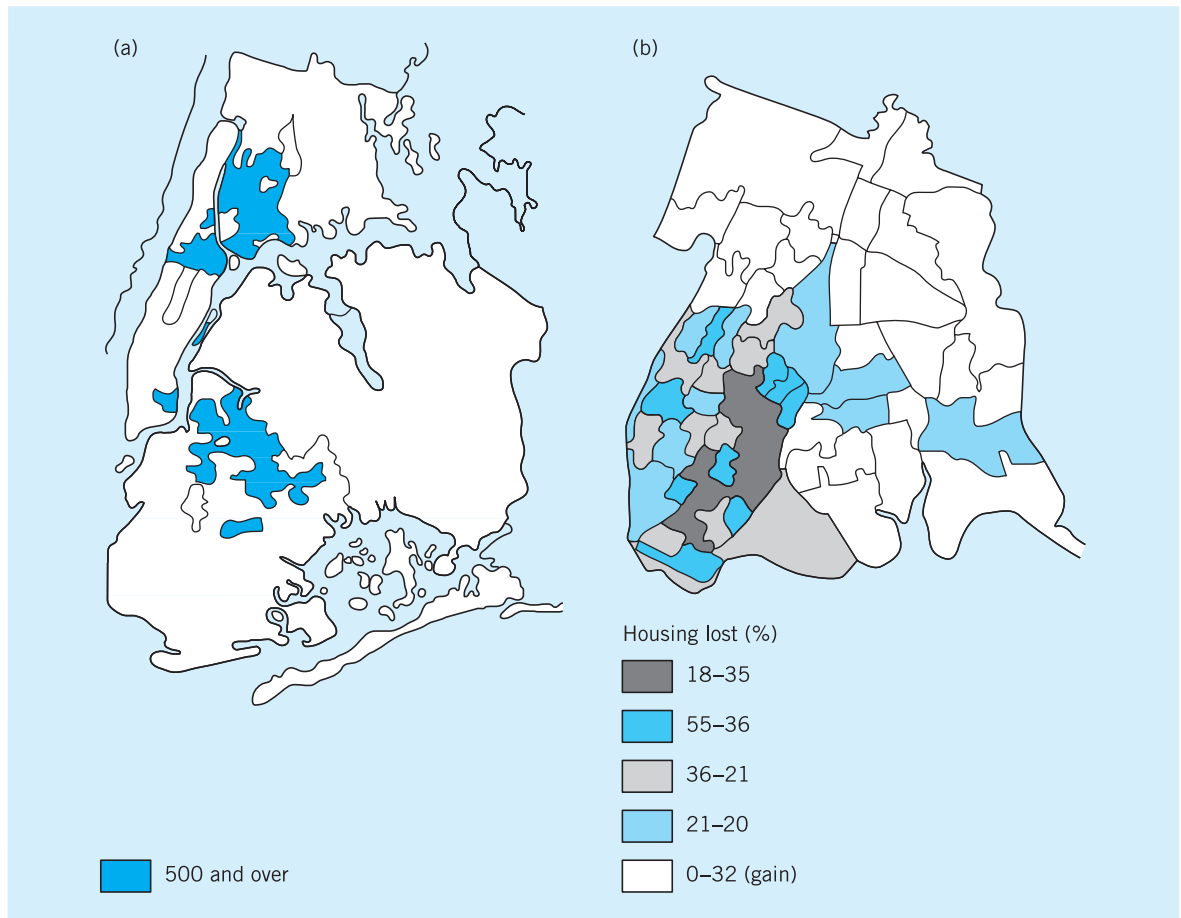 (a)
(b)
Housing lost (%)
18–35
55–36
36–21
21–20
0–32 (gain)
500 and over